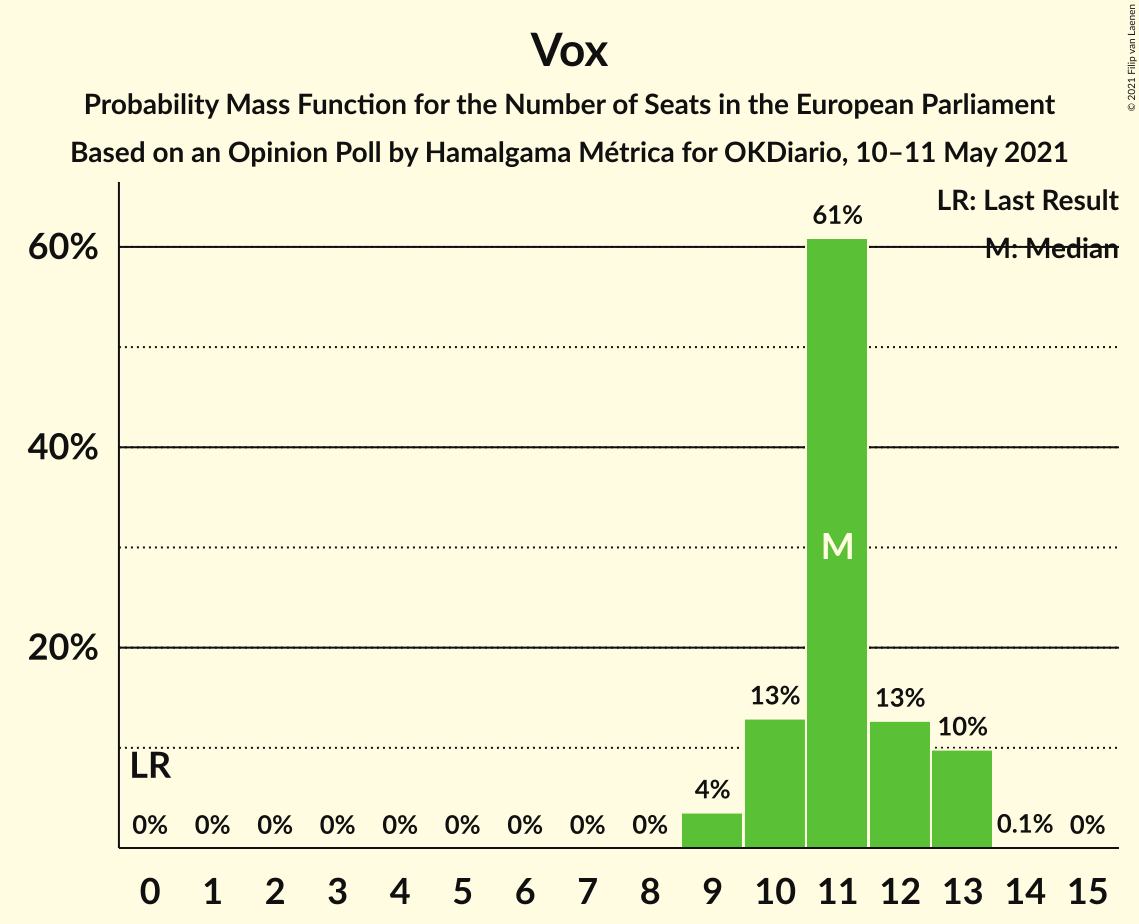 Vox
Probability Mass Function for the Number of Seats in the European Parliament
Based on an Opinion Poll by Hamalgama Métrica for OKDiario, 10–11 May 2021
© 2021 Filip van Laenen
LR: Last Result
M: Median
60%
40%
20%
61%
M
13%
13%
10%
4%
LR
0% 0% 0% 0% 0% 0% 0% 0% 0% 0.1% 0%
0 1 2 3 4 5 6 7 8 9 10 11 12 13 14 15